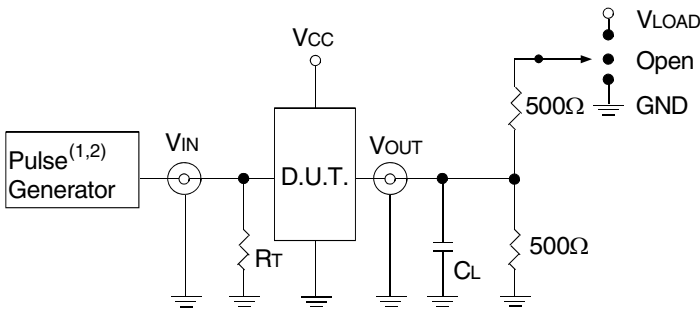 VLOAD
VCC
Open
500Ω
GND
VIN
VOUT
Pulse(1,2)
Generator
D.U.T.
RT
CL
500Ω